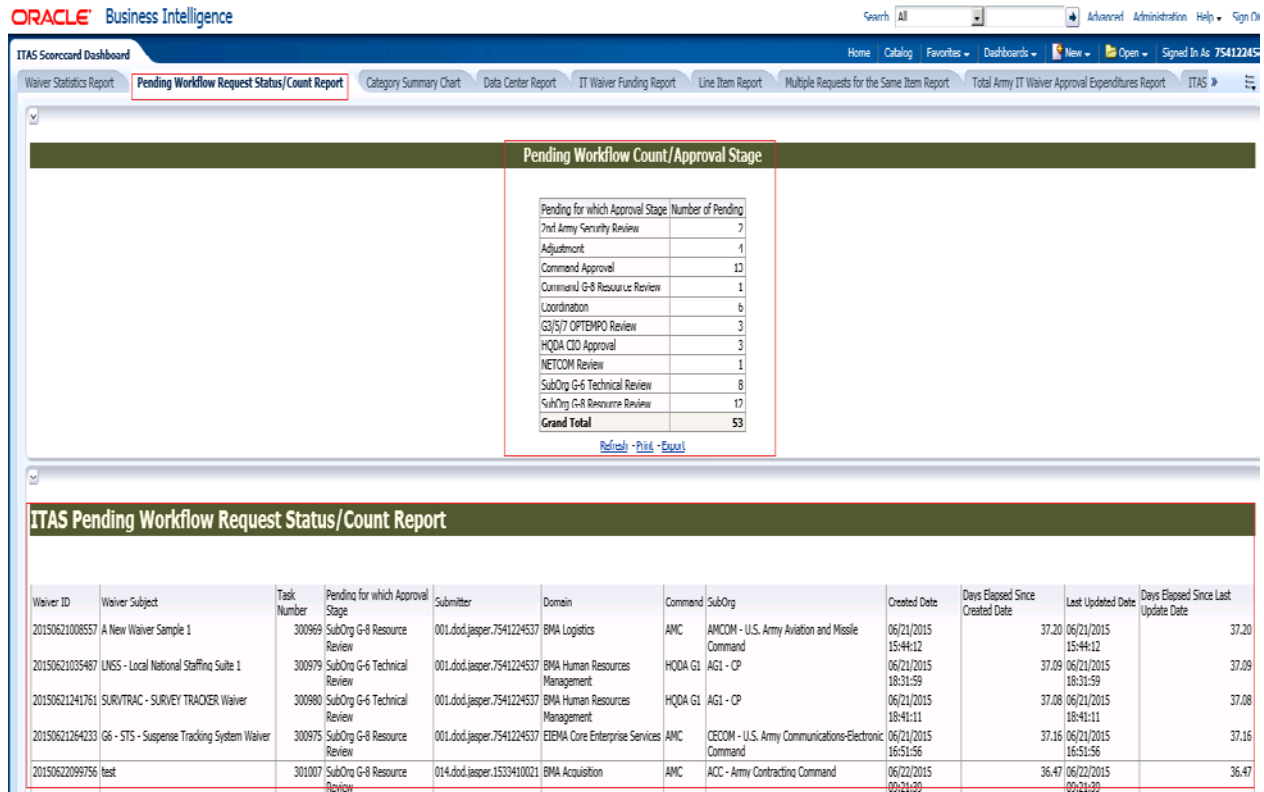 ORACLE Business Intelligence
Search All Advanced Administration Help Sign
ITAS Scorecard Dashboard
Home Catalog Favorites Dashboards New Open Signed In As 75412245
Waiver Statistics Report Pending Workflow Request Status/Count Report Category Summary Chart Data Center Report IT Waiver Funding Report Line Item Report Multiple Requests for the Same Item Report Total Army IT Waiver Approval Expenditures Report ITAS »
Pending Workflow Count/Approval Stage
Pending for which Approval Stage Number of Pending
2nd Army Security Review 2
Adjustment 4
Command Approval 13
Command G-8 Resource Review 1
Coordination 6
G3/5/7 OPTEMPO Review 3
HQDA CIO Approval 3
NETCOM Review 1
SubOrg G-6 Technical Review 8
SubOrg G-8 Resource Review 12
Grand Total 53
Refresh - Print - Export
ITAS Pending Workflow Request Status/Count Report
Waiver ID Waiver Subject Task Number Pending for which Approval Stage Submitter Domain Command SubOrg Created Date Days Elapsed Since Created Date Last Updated Date Days Elapsed Since Last Update Date
20150621008557 A New Waiver Sample 1 300969 SubOrg G-8 Resource 001.dod.jasper.7541224537 BMA Logistics AMC AMCOM - U.S. Army Aviation and Missile 06/21/2015 37.20 06/21/2015 37.20
Review Command 15:44:12 15:44:12
20150621035487 LNSS - Local National Staffing Suite 1 300979 SubOrg G-6 Technical 001.dod.jasper.7541224537 BMA Human Resources HQDA G1 AG1 - CP 06/21/2015 37.09 06/21/2015 37.09
Review Management 18:31:59 18:31:59
20150621241761 SURVTRAC - SURVEY TRACKER Waiver 300980 SubOrg G-6 Technical 001.dod.jasper.7541224537 BMA Human Resources HQDA G1 AG1 - CP 06/21/2015 37.08 06/21/2015 37.08
Review Management 18:41:11 18:41:11
20150621264233 G6 - STS - Suspense Tracking System Waiver 300975 SubOrg G-8 Resource 001.dod.jasper.7541224537 EIEMA Core Enterprise Services AMC CECOM - U.S. Army Communications-Electronic 06/21/2015 37.16 06/21/2015 37.16
Review Command 16:51:56 16:51:56
20150622099756 test 301007 SubOrg G-8 Resource 014.dod.jasper.1533410021 BMA Acquisition AMC ACC - Army Contracting Command 06/22/2015 36.47 06/22/2015 36.47
Review